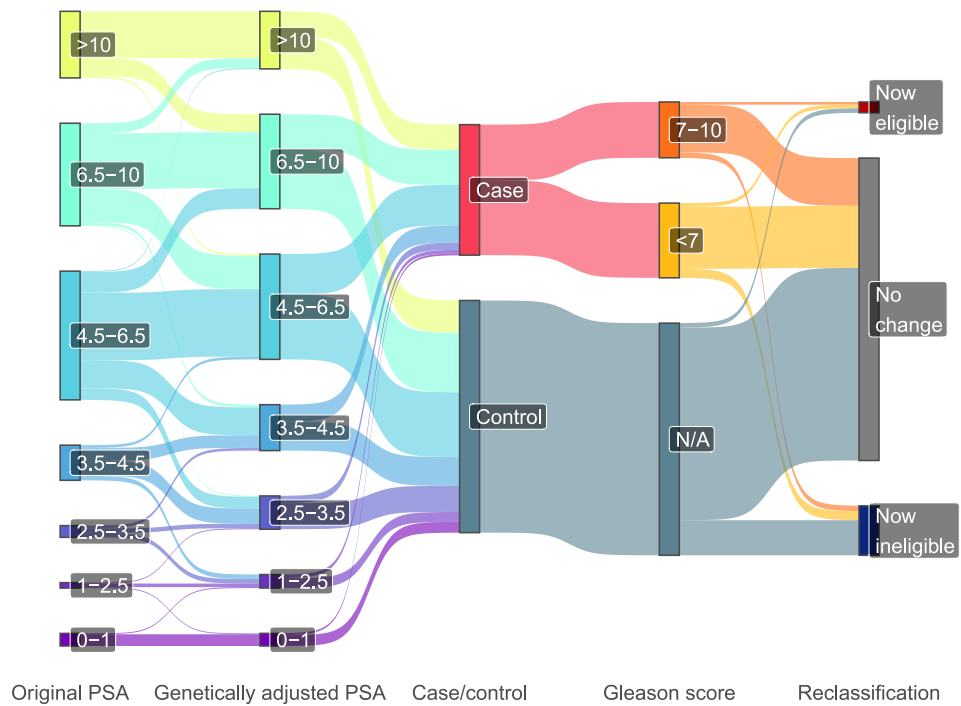 >10
6.5−10
4.5−6.5
3.5−4.5
2.5−3.5
1−2.5
0−1
>10
6.5−10
4.5−6.5
3.5−4.5
2.5−3.5
1−2.5
0−1
Case
Control
7−10
<7
N/A
Now
eligible
No
change
Now
ineligible
Original PSA
Genetically adjusted PSA
Case/control
Gleason score
Reclassification